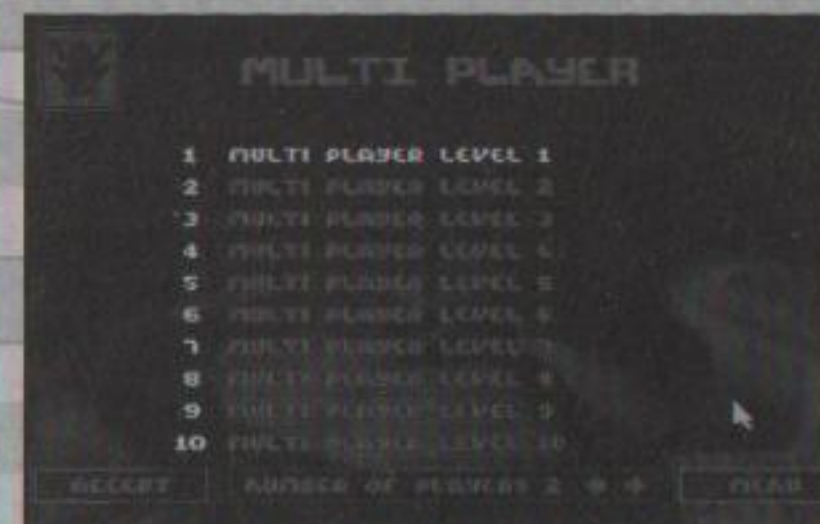 MULTI PLAYER
1 MULTI PLAYER LEVEL 1
2 MULTI PLAYER LEVEL 2
3 MULTI PLAYER LEVEL 3
4 MULTI PLAYER LEVEL 4
5 MULTI PLAYER LEVEL 5
6 MULTI PLAYER LEVEL 6
7 MULTI PLAYER LEVEL 7
8 MULTI PLAYER LEVEL 8
9 MULTI PLAYER LEVEL 9
10 MULTI PLAYER LEVEL 10
ACCEPT NUMBER OF PLAYERS 2 MENU